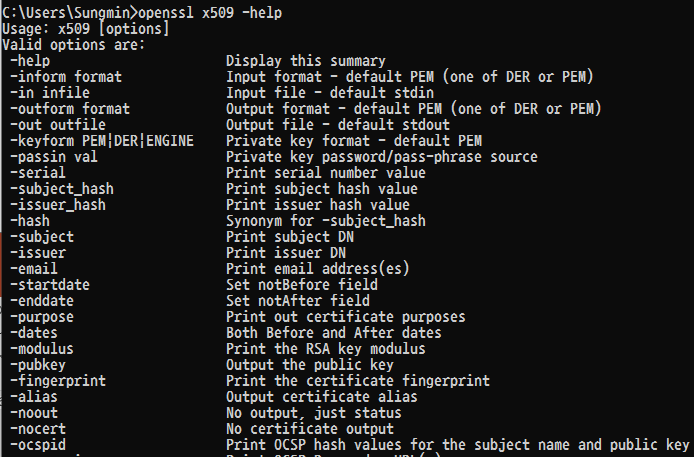 C:\Users\Sungmin>openssl x509 -help
Usage: x509 [options]
Valid options are:
-help Display this summary
-inform format Input format - default PEM (one of DER or PEM)
-in infile Input file - default stdin
-outform format Output format - default PEM (one of DER or PEM)
-out outfile Output file - default stdout
-keyform PEM|DER|ENGINE Private key format - default PEM
-passin val Private key password/pass-phrase source
-serial Print serial number value
-subject_hash Print subject hash value
-issuer_hash Print issuer hash value
-hash Synonym for -subject_hash
-subject Print subject DN
-issuer Print issuer DN
-email Print email address(es)
-startdate Set notBefore field
-enddate Set notAfter field
-purpose Print out certificate purposes
-dates Both Before and After dates
-modulus Print the RSA key modulus
-pubkey Output the public key
-fingerprint Print the certificate fingerprint
-alias Output certificate alias
-noout No output, just status
-nocert No certificate output
-ocspid Print OCSP hash values for the subject name and public key